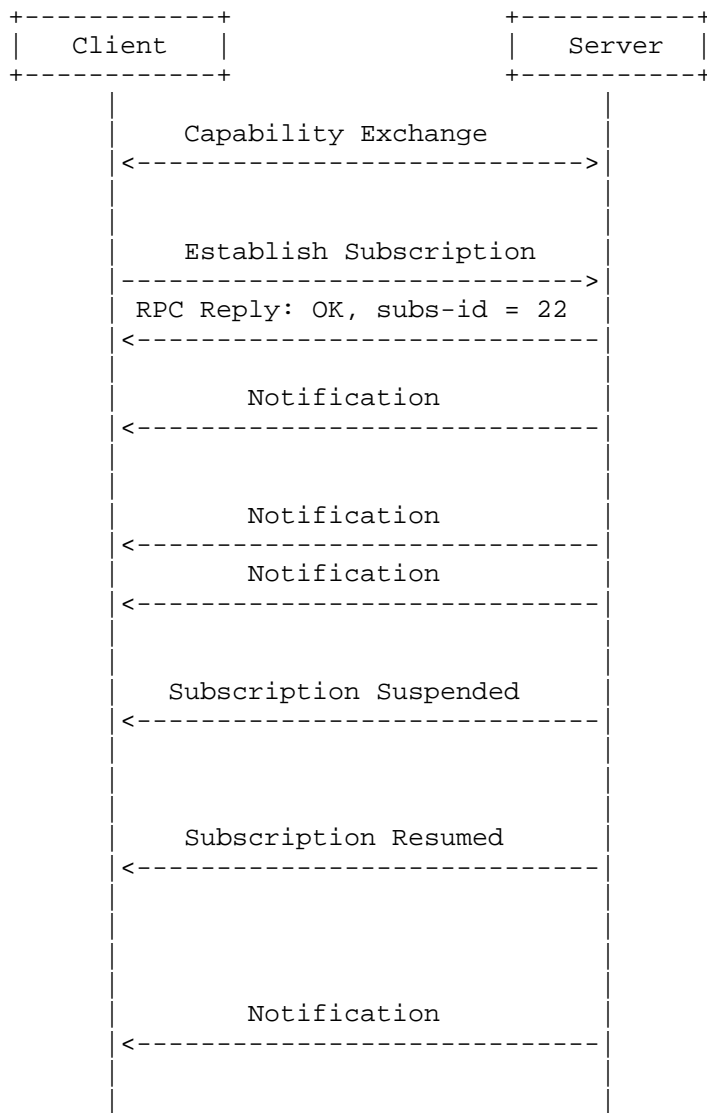 Client Server
Capability Exchange
Establish Subscription
RPC Reply: OK, subs-id = 22
Notification
Notification
Notification
Subscription Suspended
Subscription Resumed
Notification